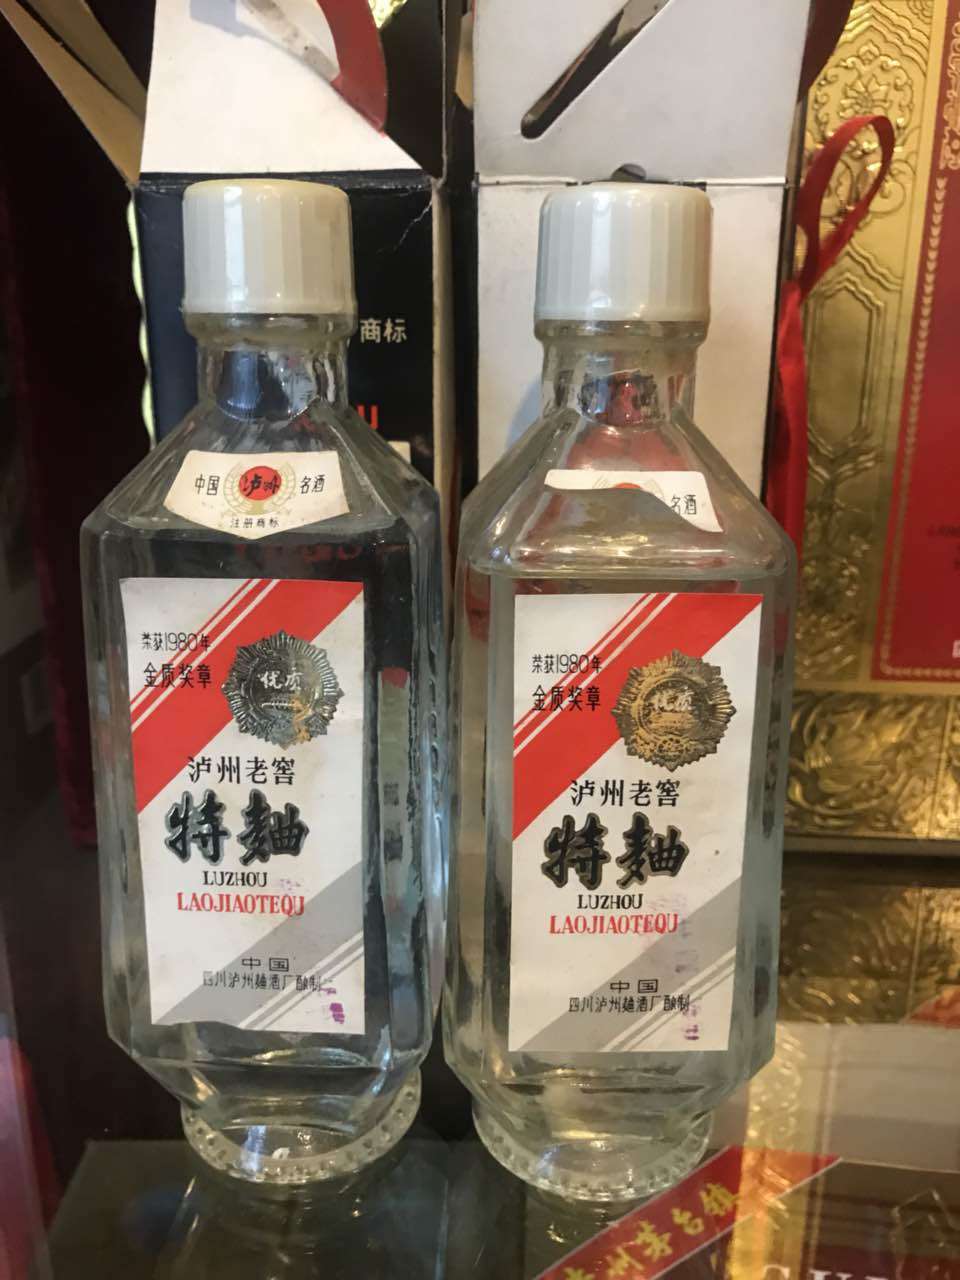 商标
中国 泸州 名酒
注册商标
荣获1980年
金质奖章
优质
泸州老窖
特麯
LUZHOU
LAOJIAOTEQU
中国
四川泸州麯酒厂酿制
名酒
荣获1980年
金质奖章
优质
泸州老窖
特麯
LUZHOU
LAOJIAOTEQU
中国
四川泸州麯酒厂酿制
州茅台镇